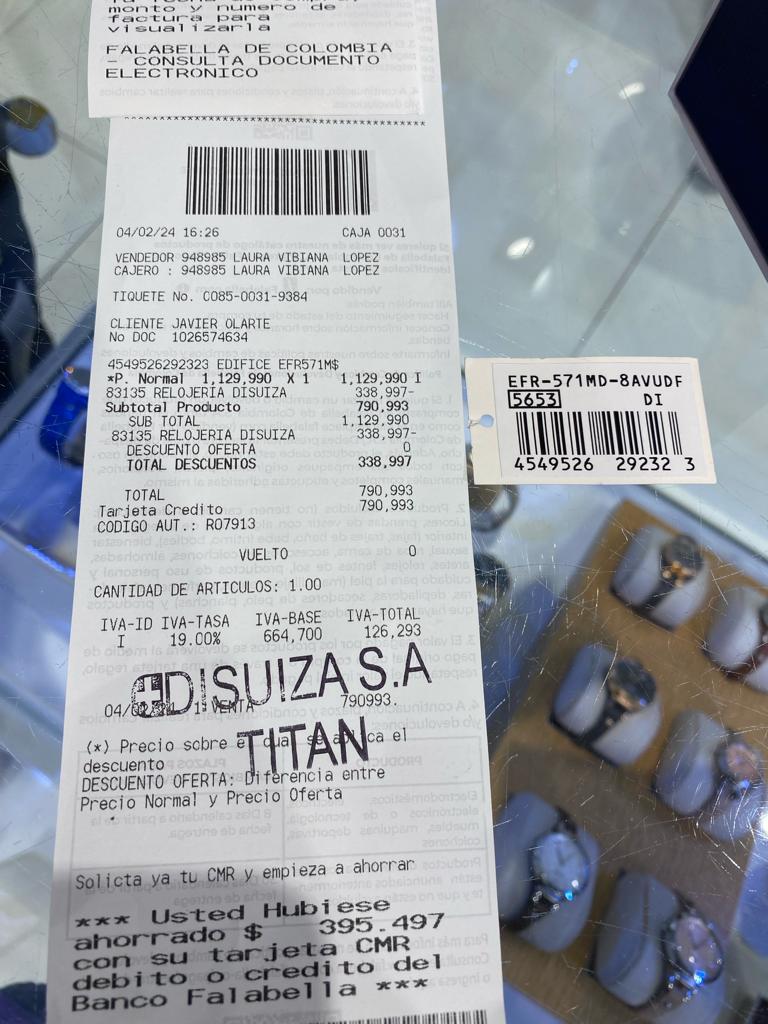 monto y numero de
factura para
visualizarla
FALABELLA DE COLOMBIA
- CONSULTA DOCUMENTO
ELECTRONICO
04/02/24 16:26 CAJA 0031
VENDEDOR 948985 LAURA VIBIANA LOPEZ
CAJERO : 948985 LAURA VIBIANA LOPEZ
TIQUETE No. C085-0031-9384
CLIENTE JAVIER OLARTE
No DOC 1026574634
4549526292323 EDIFICE EFR571M$
*P. Normal 1,129,990 X 1 1,129,990 I
83135 RELOJERIA DISUIZA 338,997-
Subtotal Producto 790,993
SUB TOTAL 1,129,990
83135 RELOJERIA DISUIZA 338,997-
DESCUENTO OFERTA 0
TOTAL DESCUENTOS 338,997
TOTAL 790,993
Tarjeta Credito 790,993
CODIGO AUT.: R07913
VUELTO 0
CANTIDAD DE ARTICULOS: 1.00
IVA-ID IVA-TASA IVA-BASE IVA-TOTAL
I 19.00% 664,700 126,293
DISUIZA S.A
VENTA 790993.
TITAN
(*) Precio sobre el cual se aplica el
descuento
DESCUENTO OFERTA: Diferencia entre
Precio Normal y Precio Oferta
Solicta ya tu CMR y empieza a ahorrar
*** Usted Hubiese
ahorrado $ 395.497
con su tarjeta CMR
debito o credito del
Banco Falabella ***
EFR-571MD-8AVUDF
5653 DI
4549526 29232 3